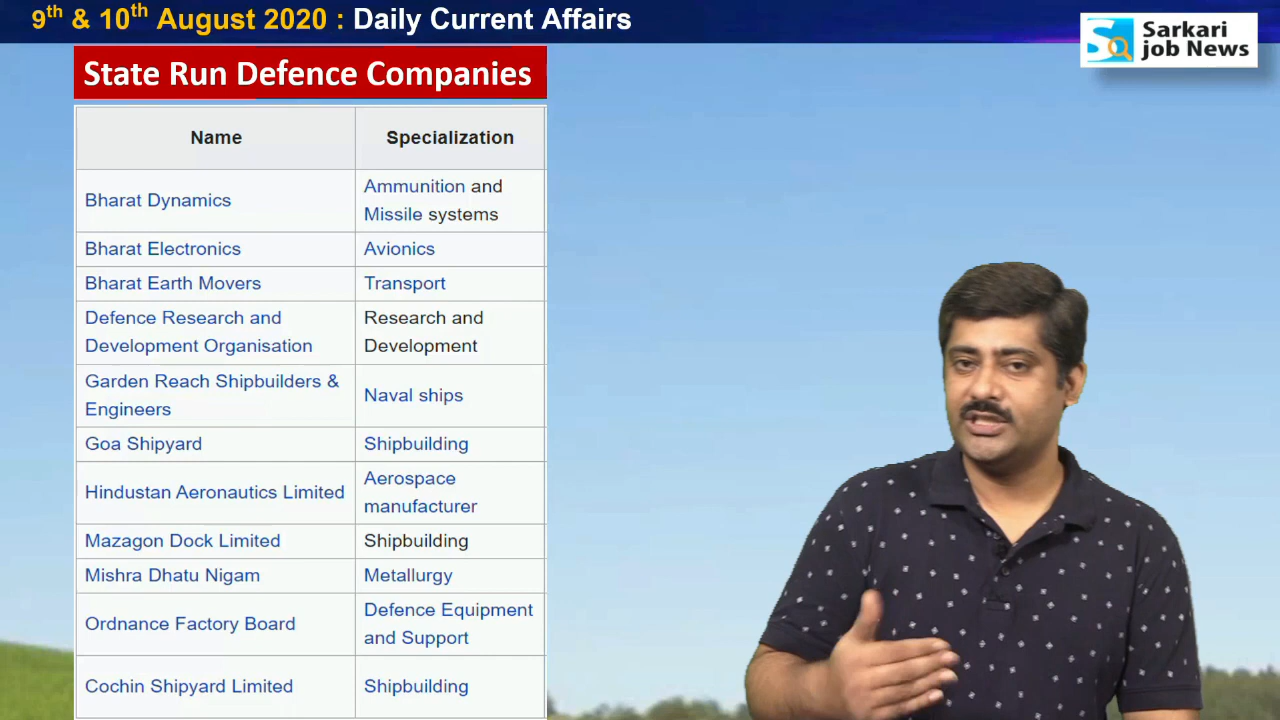 9th & 10th August 2020 : Daily Current Affairs
Sarkari
job News
State Run Defence Companies
Name Specialization
Bharat Dynamics Ammunition and
Missile systems
Bharat Electronics Avionics
Bharat Earth Movers Transport
Defence Research and
Development Organisation
Research and
Development
Garden Reach Shipbuilders &
Engineers
Naval ships
Goa Shipyard Shipbuilding
Hindustan Aeronautics Limited Aerospace
manufacturer
Mazagon Dock Limited Shipbuilding
Mishra Dhatu Nigam Metallurgy
Ordnance Factory Board Defence Equipment
and Support
Cochin Shipyard Limited Shipbuilding